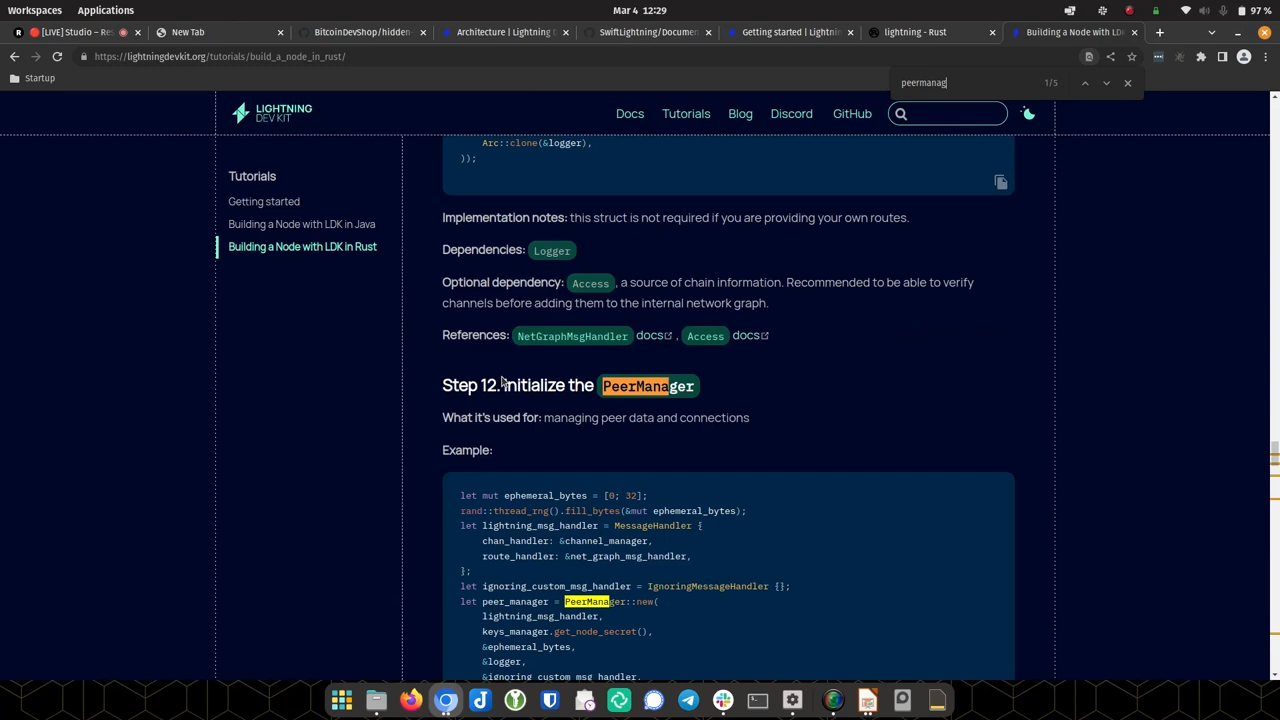 Workspaces Applications Mar 4 12:29 97 %
[LIVE] Studio – Res New Tab BitcoinDevShop/hidden- Architecture | Lightning D SwiftLightning/Documen Getting started | Lightnin lightning - Rust Building a Node with LDK
https://lightningdevkit.org/tutorials/build_a_node_in_rust/
Startup
peermanag 1/5
LIGHTNING
DEV KIT
Docs Tutorials Blog Discord GitHub
Tutorials
Getting started
Building a Node with LDK in Java
Building a Node with LDK in Rust
Arc::clone(&logger),
));
Implementation notes: this struct is not required if you are providing your own routes.
Dependencies: Logger
Optional dependency: Access , a source of chain information. Recommended to be able to verify
channels before adding them to the internal network graph.
References: NetGraphMsgHandler docs , Access docs
Step 12. Initialize the PeerManager
What it's used for: managing peer data and connections
Example:
let mut ephemeral_bytes = [0; 32];
rand::thread_rng().fill_bytes(&mut ephemeral_bytes);
let lightning_msg_handler = MessageHandler {
chan_handler: &channel_manager,
route_handler: &net_graph_msg_handler,
};
let ignoring_custom_msg_handler = IgnoringMessageHandler {};
let peer_manager = PeerManager::new(
lightning_msg_handler,
keys_manager.get_node_secret(),
&ephemeral_bytes,
&logger,
&ignoring_custom_msg_handler,